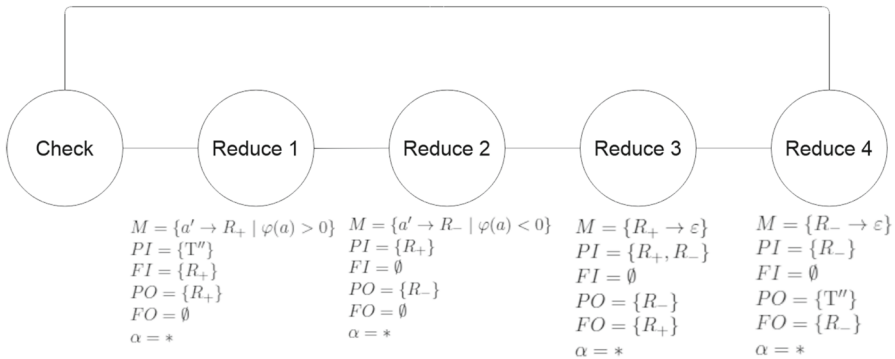 Check
Reduce 1
Reduce 2
Reduce 3
Reduce 4
M = {a′ → R₊ | φ(a) > 0}
PI = {T″}
FI = {R₊}
PO = {R₊}
FO = ∅
α = *
M = {a′ → R₋ | φ(a) < 0}
PI = {R₊}
FI = ∅
PO = {R₋}
FO = ∅
α = *
M = {R₊ → ε}
PI = {R₊, R₋}
FI = ∅
PO = {R₋}
FO = {R₊}
α = *
M = {R₋ → ε}
PI = {R₋}
FI = ∅
PO = {T″}
FO = {R₋}
α = *